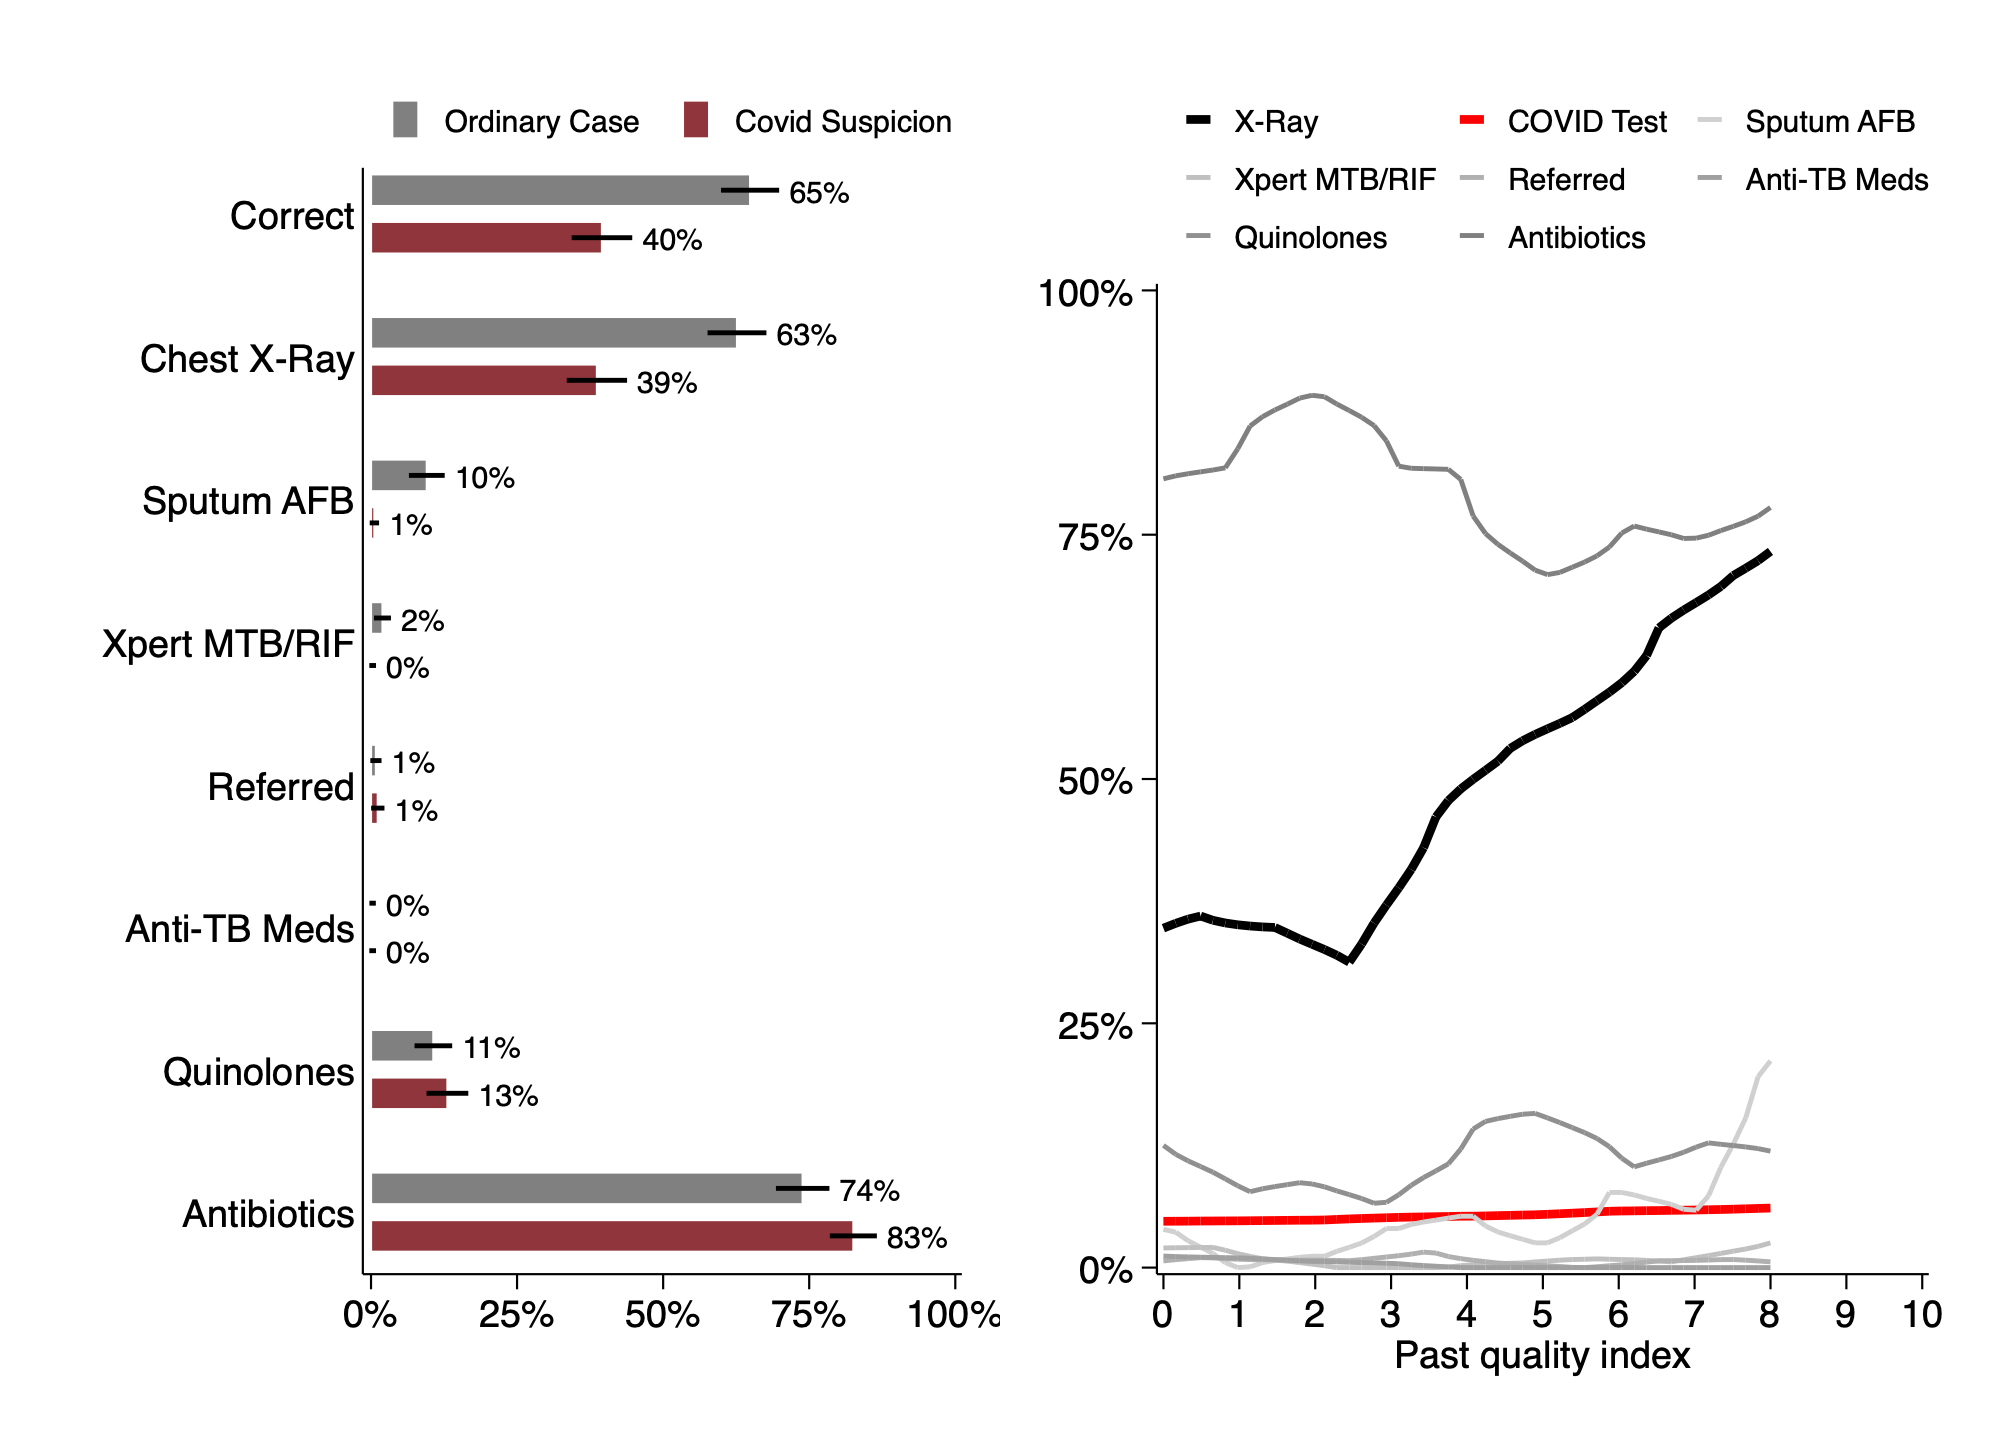 Ordinary Case Covid Suspicion
Correct
65%
40%
Chest X-Ray
63%
39%
Sputum AFB
10%
1%
Xpert MTB/RIF
2%
0%
Referred
1%
1%
Anti-TB Meds
0%
0%
Quinolones
11%
13%
Antibiotics
74%
83%
0% 25% 50% 75% 100%
X-Ray COVID Test Sputum AFB
Xpert MTB/RIF Referred Anti-TB Meds
Quinolones Antibiotics
100%
75%
50%
25%
0%
0 1 2 3 4 5 6 7 8 9 10
Past quality index